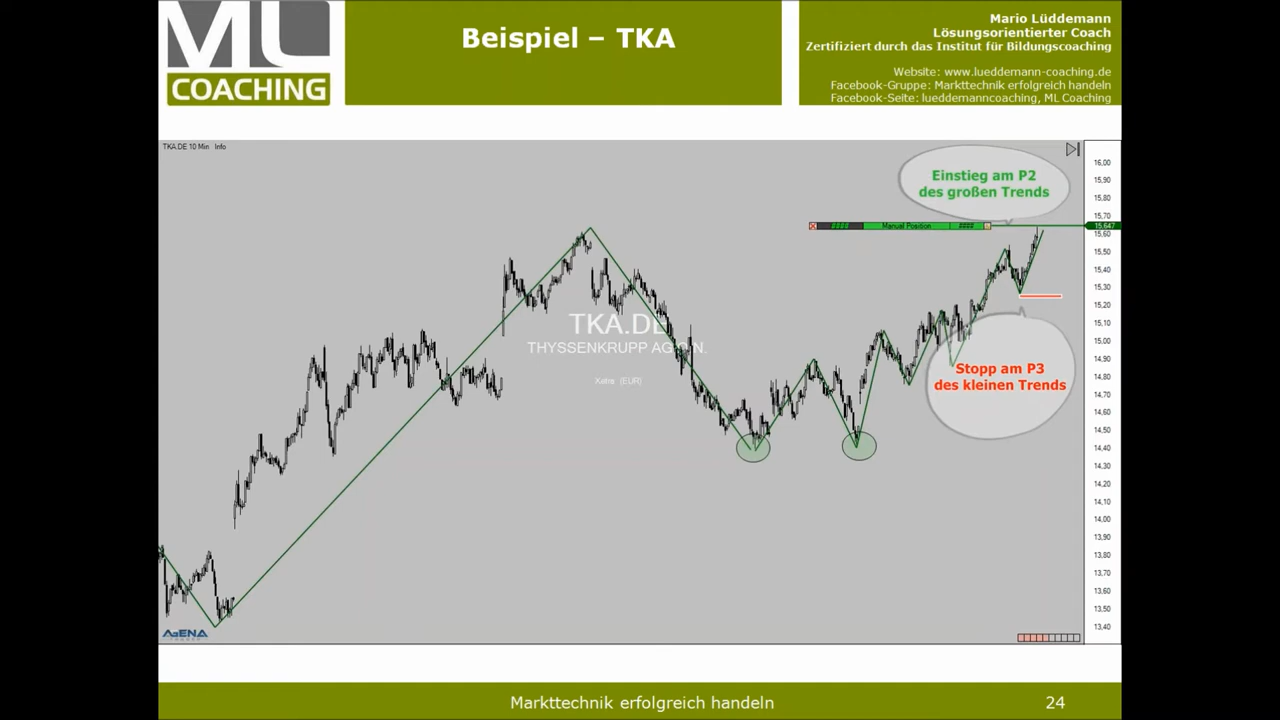 ML
COACHING
Beispiel – TKA
Mario Lüddemann
Lösungsorientierter Coach
Zertifiziert durch das Institut für Bildungscoaching
Website: www.lueddemann-coaching.de
Facebook-Gruppe: Markttechnik erfolgreich handeln
Facebook-Seite: lueddemanncoaching, ML Coaching
TKA.DE 10 Min Info
Einstieg am P2
des großen Trends
#### Manual Position ####
TKA.DE
THYSSENKRUPP AG O.N.
Xetra (EUR)
Stopp am P3
des kleinen Trends
16,00
15,90
15,80
15,70
15,647
15,60
15,50
15,40
15,30
15,20
15,10
15,00
14,90
14,80
14,70
14,60
14,50
14,40
14,30
14,20
14,10
14,00
13,90
13,80
13,70
13,60
13,50
13,40
Markttechnik erfolgreich handeln
24